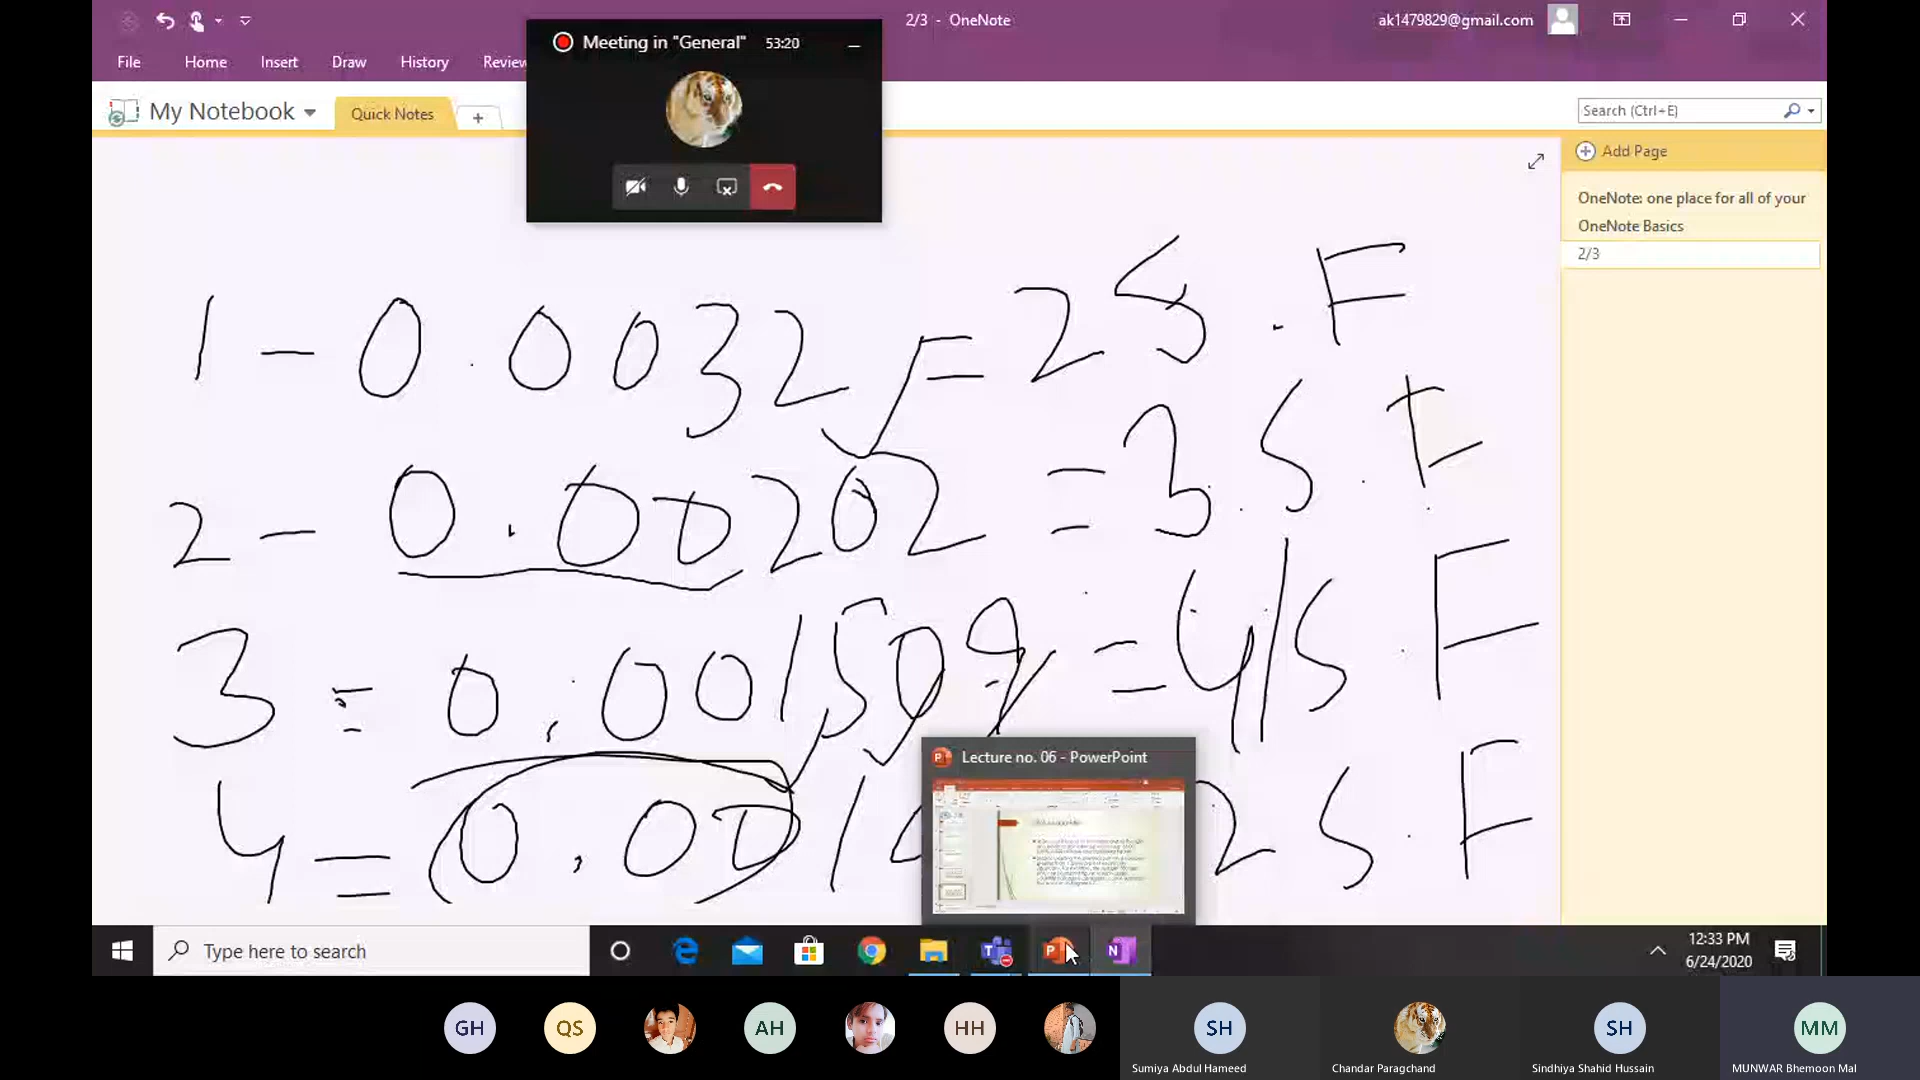 2/3 - OneNote
ak1479829@gmail.com
Meeting in "General" 53:20
File Home Insert Draw History Review
My Notebook
Quick Notes
Search (Ctrl+E)
Add Page
OneNote: one place for all of your
OneNote Basics
2/3
1 - 0.0032 = 2 S.F
2 - 0.00202 = 3 S.F
3 = 0.001509 = 4 S.F
4 = 0.001 2 S.F
Lecture no. 06 - PowerPoint
Type here to search
12:33 PM
6/24/2020
GH QS AH HH SH SH MM
Sumiya Abdul Hameed
Chandar Paragchand
Sindhiya Shahid Hussain
MUNWAR Bhemoon Mal